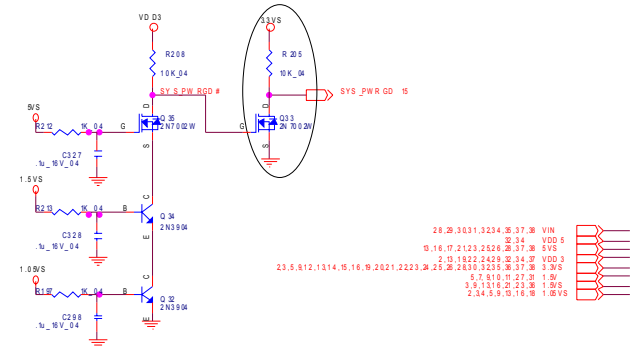 VDD3
3.3VS
R208
10K_04
R205
10K_04
SYS_PWRGD#
SYS_PWRGD 15
5VS
D
Q35
2N7002W
G
S
D
Q33
2N7002W
G
S
R212 1K_04
C327
.1u_16V_04
1.5VS
R213 1K_04
B
C
Q34
2N3904
E
C328
.1u_16V_04
1.05VS
R197 1K_04
B
C
Q32
2N3904
E
C298
.1u_16V_04
28,29,30,31,32,34,35,37,38 VIN
32,34 VDD5
13,16,17,21,23,25,26,28,37,38 5VS
2,13,19,22,24,29,32,34,37 VDD3
2,3,5,9,12,13,14,15,16,19,20,21,22,23,24,25,26,28,30,32,35,36,37,38 3.3VS
5,7,9,10,11,27,31 1.5V
3,9,13,16,21,23,36 1.5VS
2,3,4,5,9,13,16,18 1.05VS